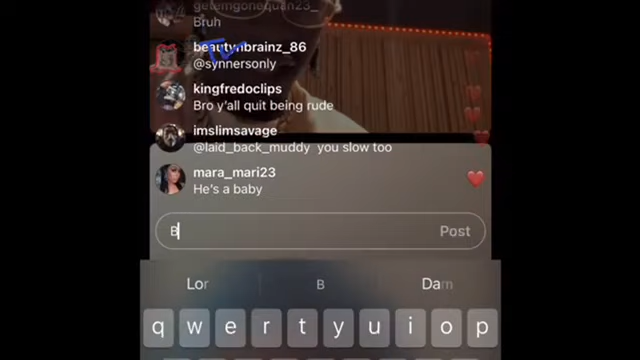 getemgonequan23_
Bruh
beautynbrainz_86
@synnersonly
kingfredoclips
Bro y'all quit being rude
imslimsavage
@laid_back_muddy you slow too
mara_mari23
He's a baby
B Post
Lor B Dam
q w e r t y u i o p